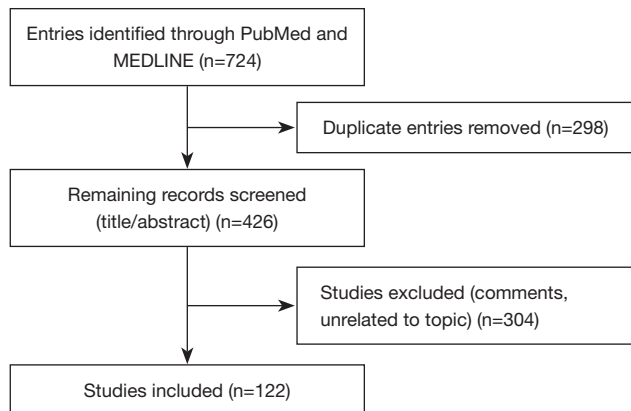 Entries identified through PubMed and
MEDLINE (n=724)
Duplicate entries removed (n=298)
Remaining records screened
(title/abstract) (n=426)
Studies excluded (comments,
unrelated to topic) (n=304)
Studies included (n=122)